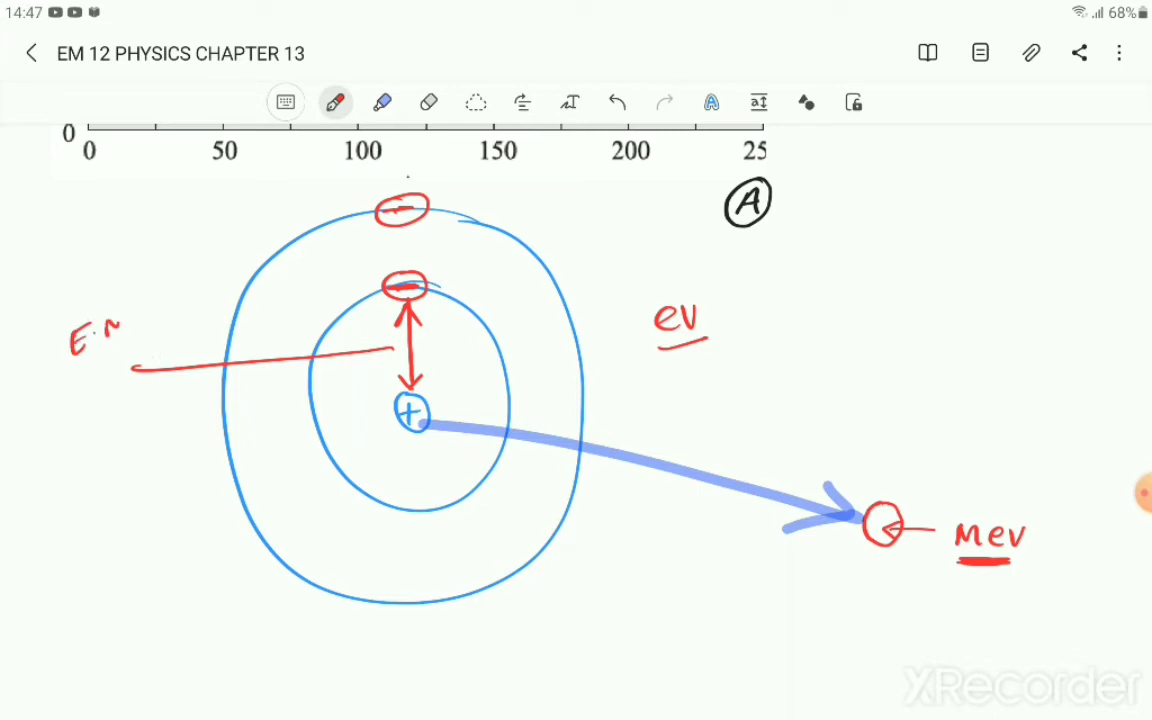 14:47 68%
EM 12 PHYSICS CHAPTER 13
0
0 50 100 150 200 25
A
−
−
ev
E.N
+
Mev
XRecorder